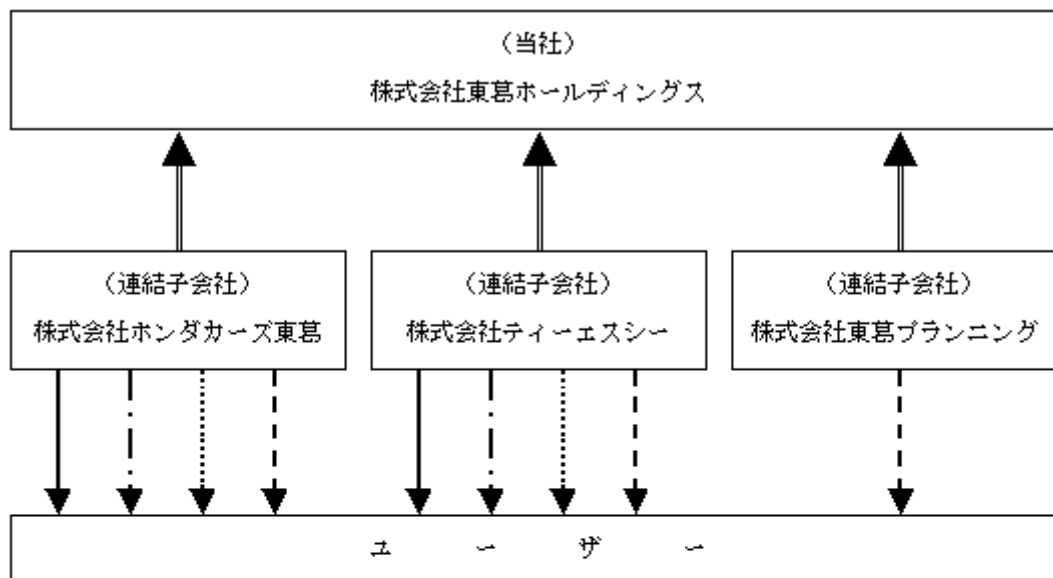 （当社）
株式会社東葛ホールディングス
（連結子会社）
株式会社ホンダカーズ東葛
（連結子会社）
株式会社ティーエスシー
（連結子会社）
株式会社東葛プランニング
ユーザー